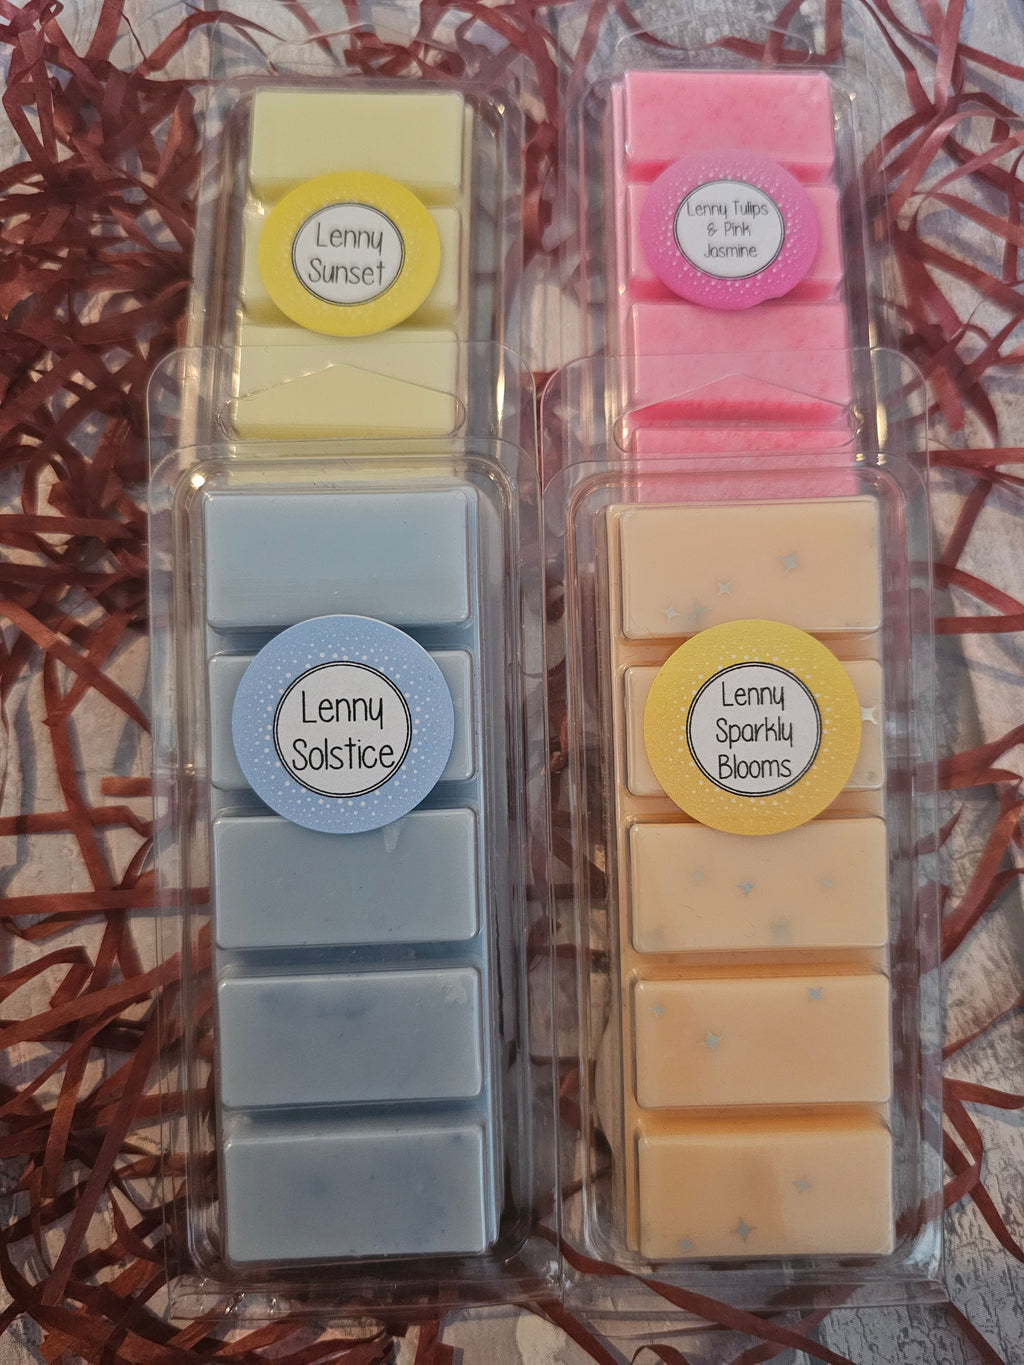 Lenny
Sunset
Lenny Tulips
& Pink
Jasmine
Lenny
Solstice
Lenny
Sparkly
Blooms